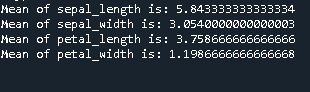 Mean of sepal_length is: 5.843333333333334
Mean of sepal_width is: 3.0540000000000003
Mean of petal_length is: 3.758666666666666
Mean of petal_width is: 1.1986666666666668